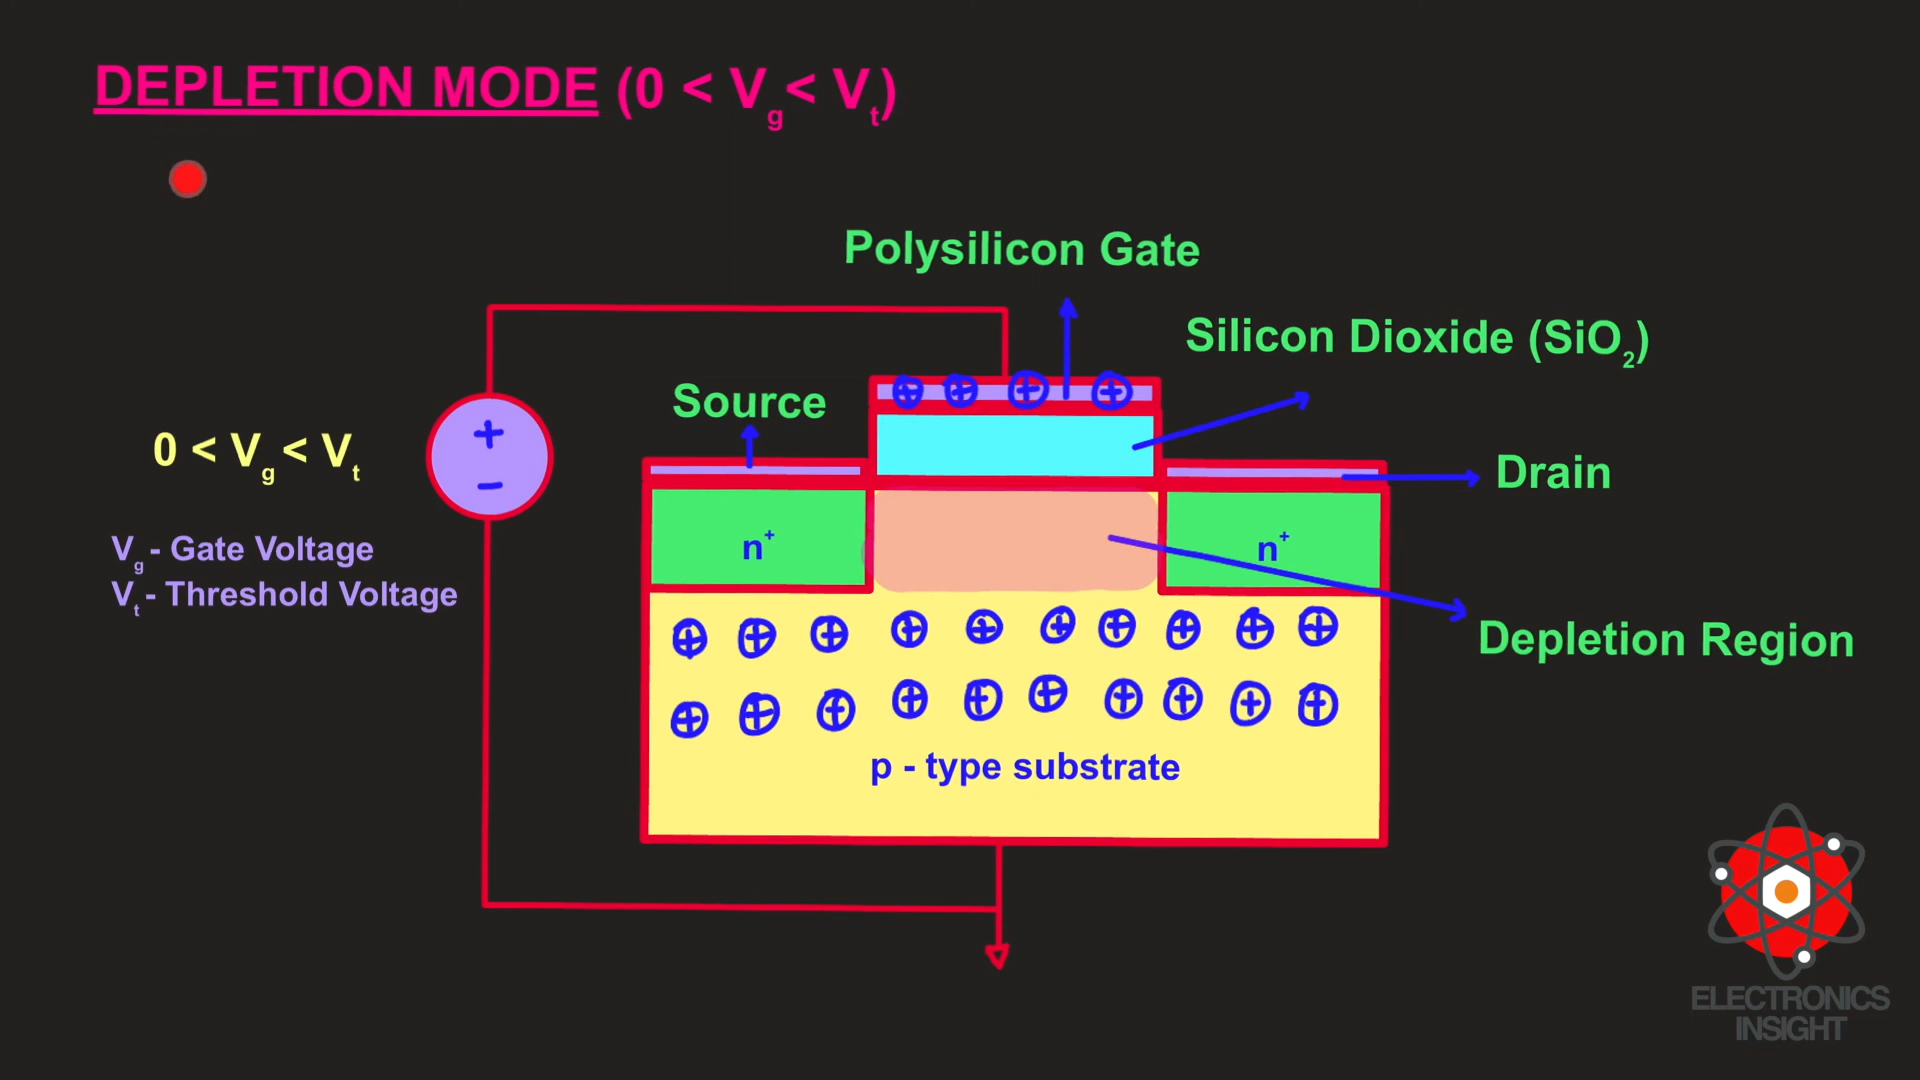 DEPLETION MODE (0 < Vg < Vt)
Polysilicon Gate
Silicon Dioxide (SiO2)
Source
0 < Vg < Vt
+
−
Drain
Vg - Gate Voltage
Vt - Threshold Voltage
n+
n+
Depletion Region
p - type substrate
ELECTRONICS
INSIGHT